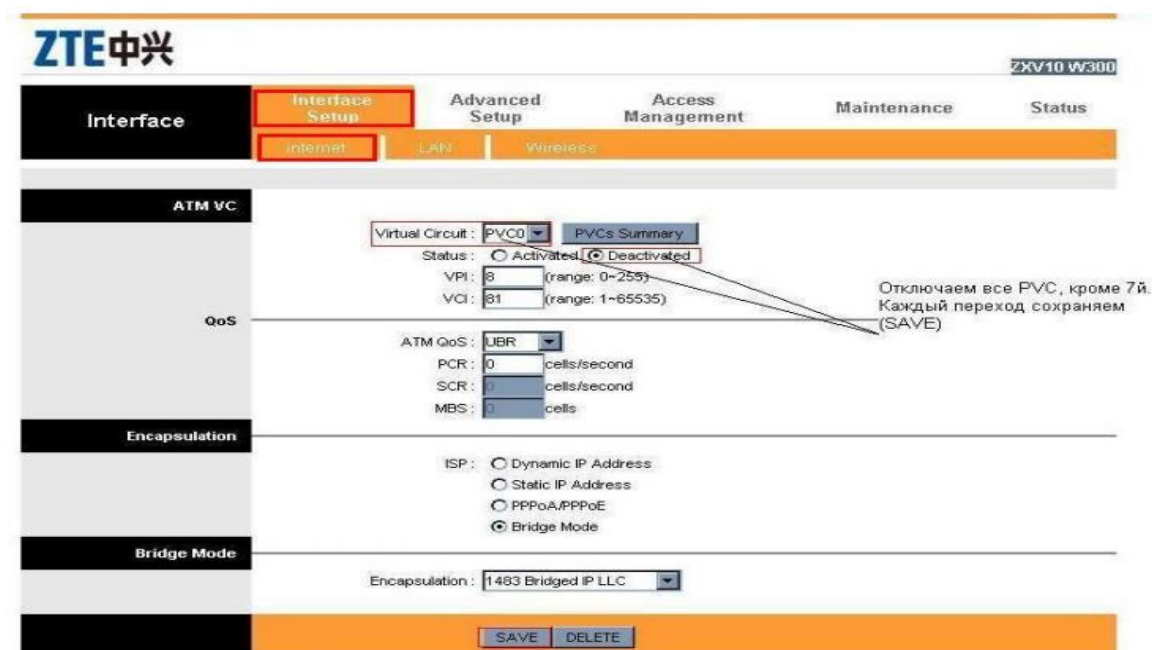 ZTE中兴
ZXV10 W300
Interface
Interface Setup
Advanced Setup
Access Management
Maintenance
Status
Internet
LAN
Wireless
ATM VC
Virtual Circuit : PVC0 PVCs Summary
Status : Activated Deactivated
VPI : 8 (range: 0~255)
VCI : 81 (range: 1~65535)
Отключаем все PVC, кроме 7й.
Каждый переход сохраняем
(SAVE)
QoS
ATM QoS : UBR
PCR : 0 cells/second
SCR : 0 cells/second
MBS : 0 cells
Encapsulation
ISP : Dynamic IP Address
Static IP Address
PPPoA/PPPoE
Bridge Mode
Bridge Mode
Encapsulation : 1483 Bridged IP LLC
SAVE DELETE